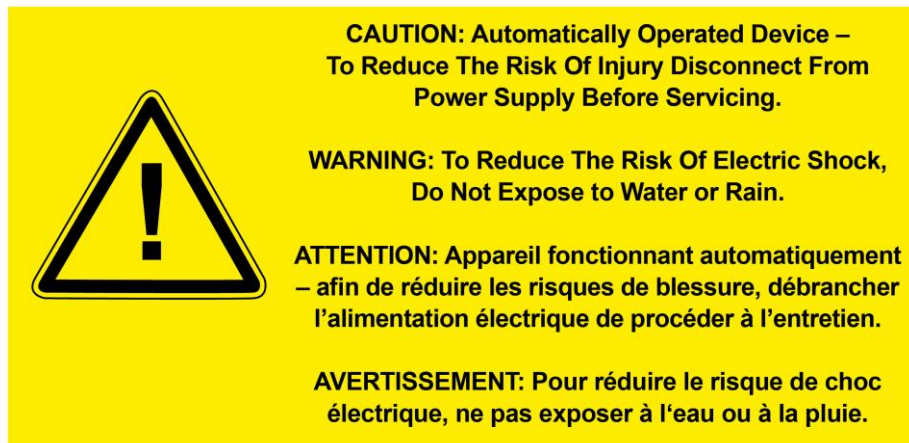 CAUTION: Automatically Operated Device –
To Reduce The Risk Of Injury Disconnect From
Power Supply Before Servicing.
WARNING: To Reduce The Risk Of Electric Shock,
Do Not Expose to Water or Rain.
ATTENTION: Appareil fonctionnant automatiquement
– afin de réduire les risques de blessure, débrancher
l’alimentation électrique de procéder à l’entretien.
AVERTISSEMENT: Pour réduire le risque de choc
électrique, ne pas exposer à l‘eau ou à la pluie.